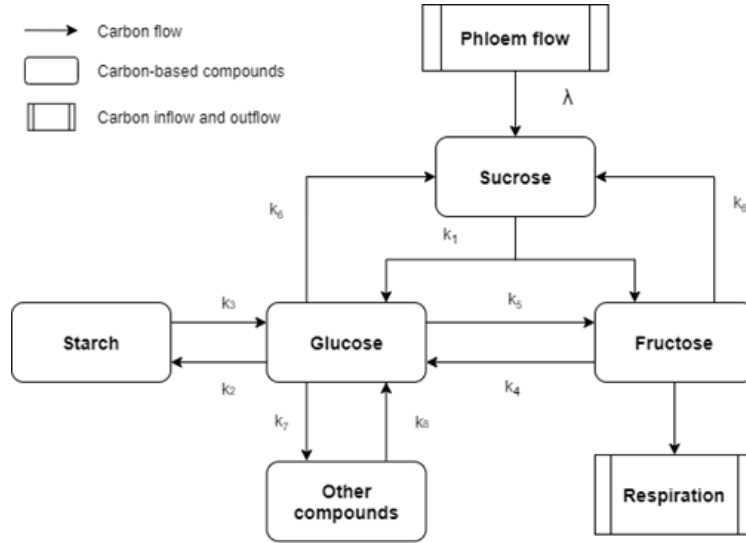 Carbon flow
Carbon-based compounds
Carbon inflow and outflow
Phloem flow
λ
Sucrose
k₆
k₁
k₆
Starch
k₃
Glucose
k₅
Fructose
k₂
k₄
k₇
k₈
Other
compounds
Respiration